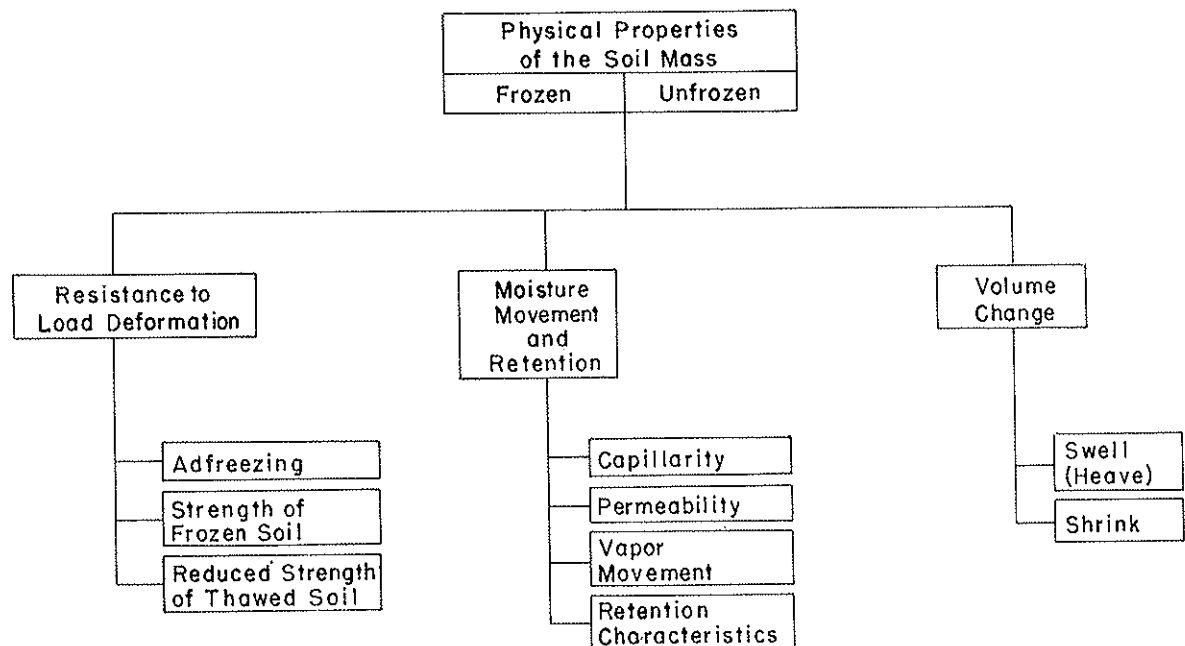 Physical Properties
of the Soil Mass
Frozen
Unfrozen
Resistance to
Load Deformation
Moisture
Movement
and
Retention
Volume
Change
Adfreezing
Strength of
Frozen Soil
Reduced Strength
of Thawed Soil
Capillarity
Permeability
Vapor
Movement
Retention
Characteristics
Swell
(Heave)
Shrink